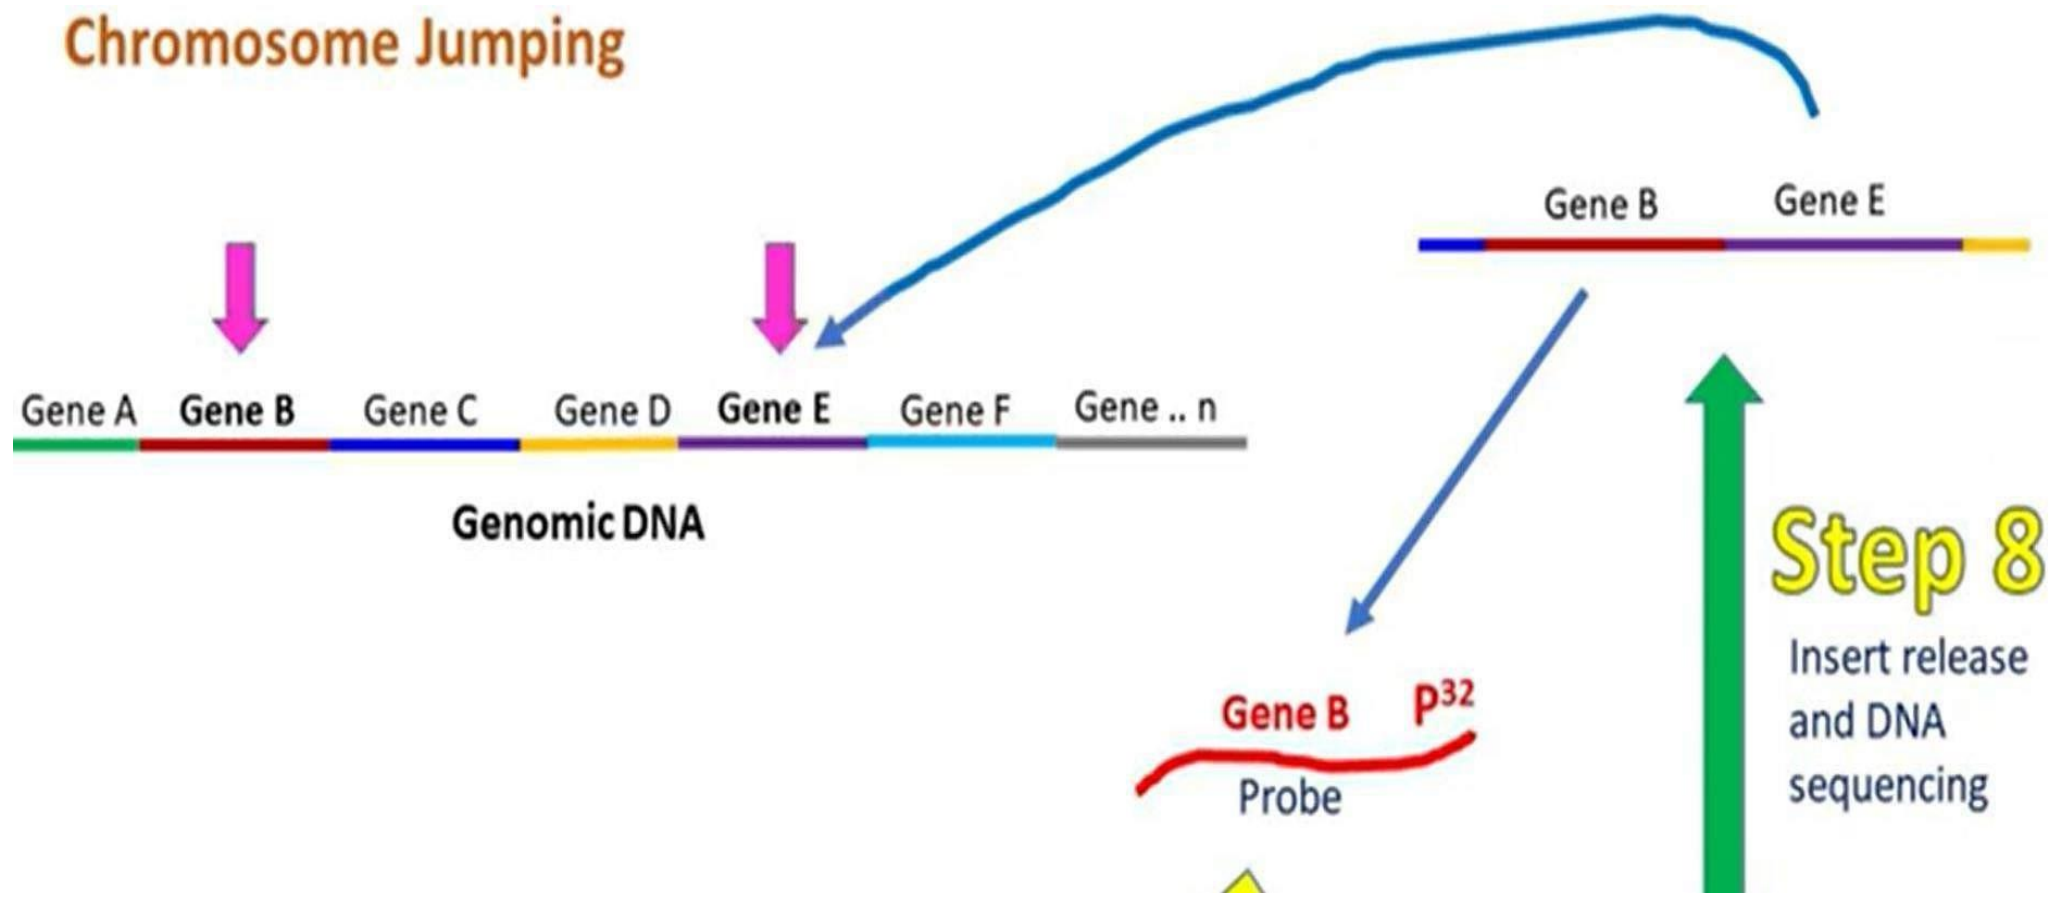 Chromosome Jumping
Gene B Gene E
Gene A Gene B Gene C Gene D Gene E Gene F Gene .. n
Genomic DNA
Step 8
Insert release
and DNA
sequencing
Gene B P³²
Probe